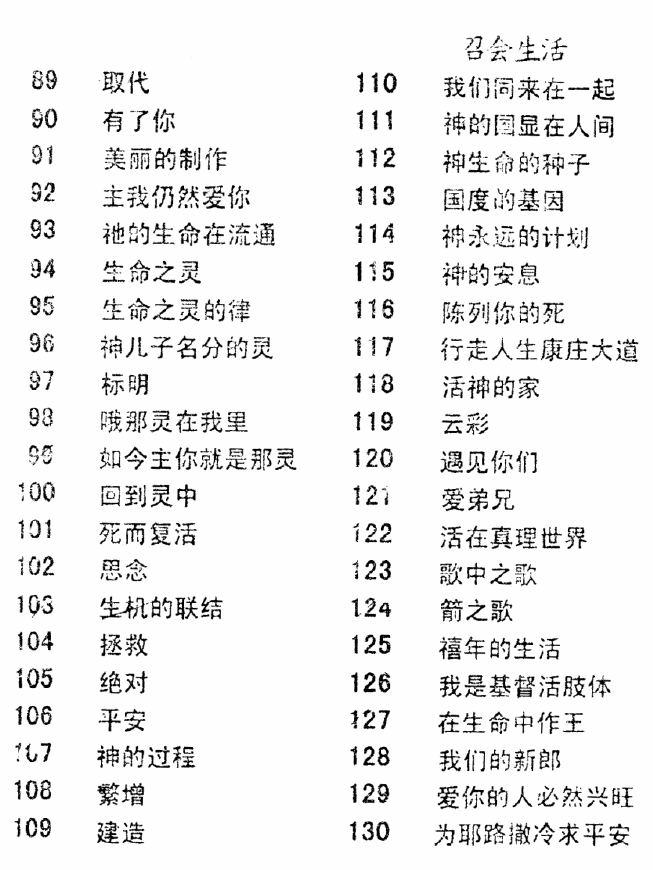 89 取代
90 有了你
91 美丽的制作
92 主我仍然爱你
93 祂的生命在流通
94 生命之灵
95 生命之灵的律
96 神儿子名分的灵
97 标明
98 哦那灵在我里
99 如今主你就是那灵
100 回到灵中
101 死而复活
102 思念
103 生机的联结
104 拯救
105 绝对
106 平安
107 神的过程
108 繁增
109 建造
召会生活
110 我们同来在一起
111 神的国显在人间
112 神生命的种子
113 国度的基因
114 神永远的计划
115 神的安息
116 陈列你的死
117 行走人生康庄大道
118 活神的家
119 云彩
120 遇见你们
121 爱弟兄
122 活在真理世界
123 歌中之歌
124 箭之歌
125 禧年的生活
126 我是基督活肢体
127 在生命中作王
128 我们的新郎
129 爱你的人必然兴旺
130 为耶路撒冷求平安